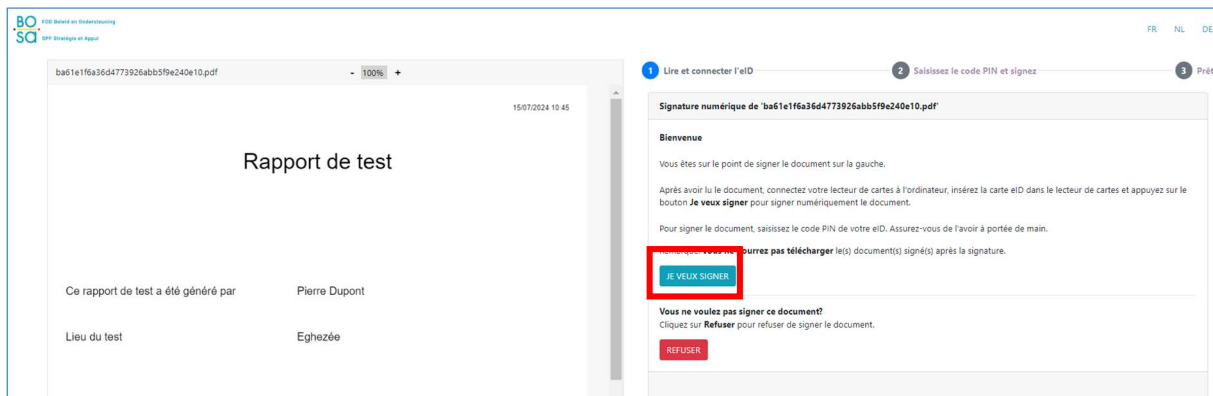 BO
SA
FOD Beleid en Ondersteuning
SPF Stratégie et Appui
FR NL DE
ba61e1f6a36d4773926abb5f9e240e10.pdf
- 100% +
15/07/2024 10:45
Rapport de test
Ce rapport de test a été généré par Pierre Dupont
Lieu du test Eghezée
1 Lire et connecter l'eID
2 Saisissez le code PIN et signez
3 Prêt
Signature numérique de 'ba61e1f6a36d4773926abb5f9e240e10.pdf'
Bienvenue
Vous êtes sur le point de signer le document sur la gauche.
Après avoir lu le document, connectez votre lecteur de cartes à l'ordinateur, insérez la carte eID dans le lecteur de cartes et appuyez sur le
bouton Je veux signer pour signer numériquement le document.
Pour signer le document, saisissez le code PIN de votre eID. Assurez-vous de l'avoir à portée de main.
pourrez pas télécharger le(s) document(s) signé(s) après la signature.
JE VEUX SIGNER
Vous ne voulez pas signer ce document?
Cliquez sur Refuser pour refuser de signer le document.
REFUSER